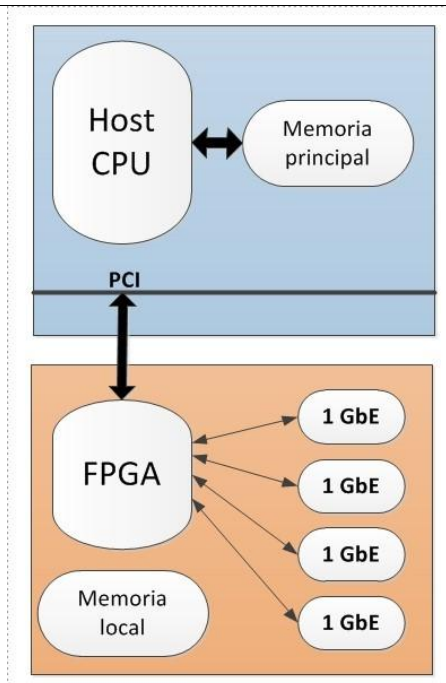 Host
CPU
Memoria
principal
PCI
FPGA
1 GbE
1 GbE
1 GbE
1 GbE
Memoria
local